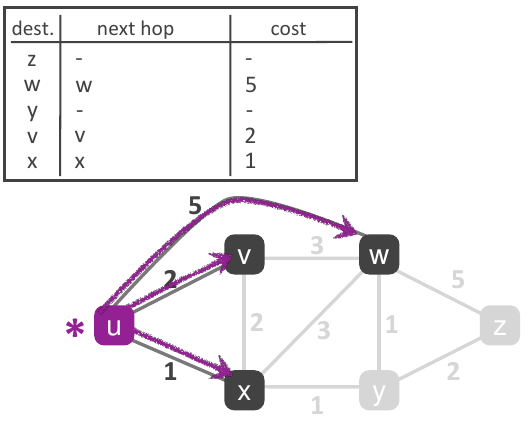 dest. next hop cost
z - -
w w 5
y - -
v v 2
x x 1
5
v 3 w
2 5
* u 2 3 1 z
1 2
x 1 y